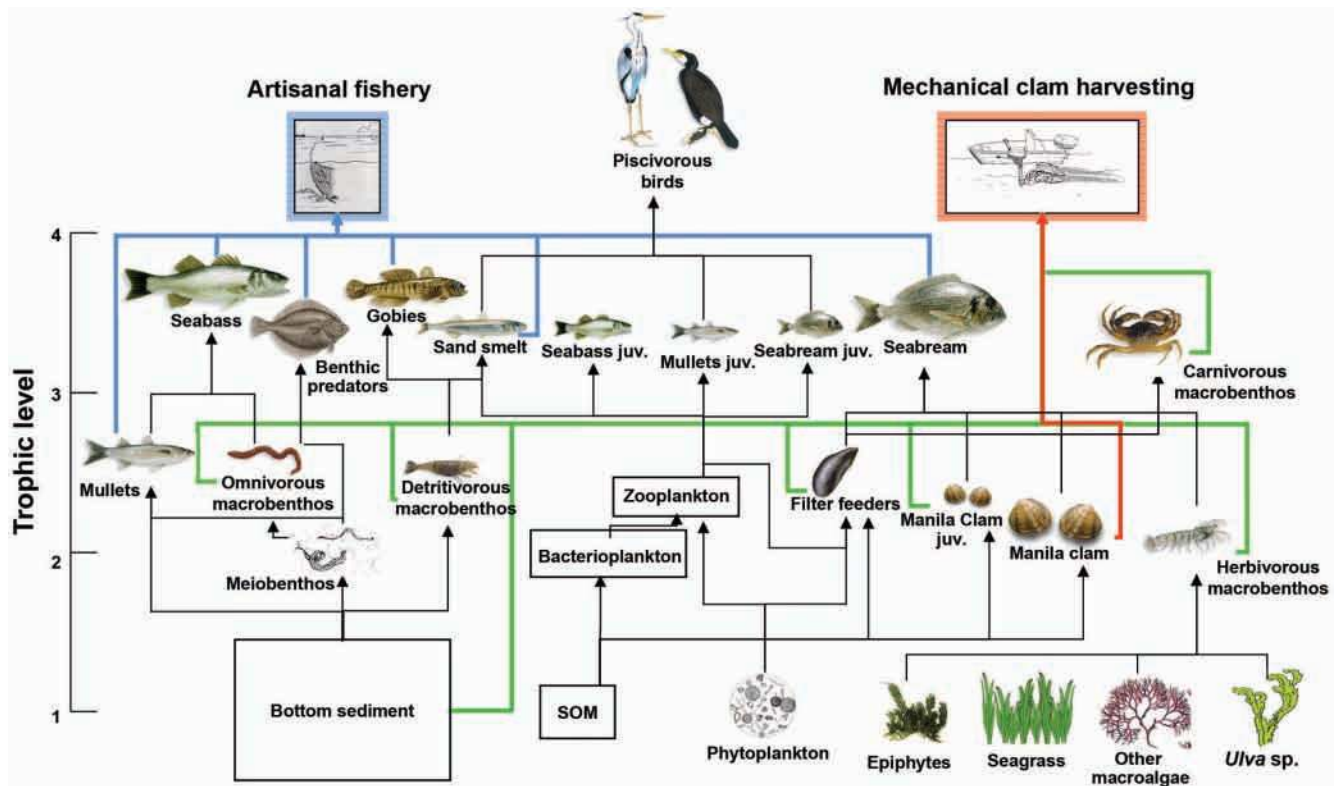 Artisanal fishery
Mechanical clam harvesting
Piscivorous
birds
Trophic level
4
3
2
1
Seabass
Benthic
predators
Gobies
Sand smelt
Seabass juv.
Mullets juv.
Seabream juv.
Seabream
Carnivorous
macrobenthos
Mullets
Omnivorous
macrobenthos
Detritivorous
macrobenthos
Zooplankton
Filter feeders
Manila Clam
juv.
Manila clam
Herbivorous
macrobenthos
Meiobenthos
Bacterioplankton
Bottom sediment
SOM
Phytoplankton
Epiphytes
Seagrass
Other
macroalgae
Ulva sp.